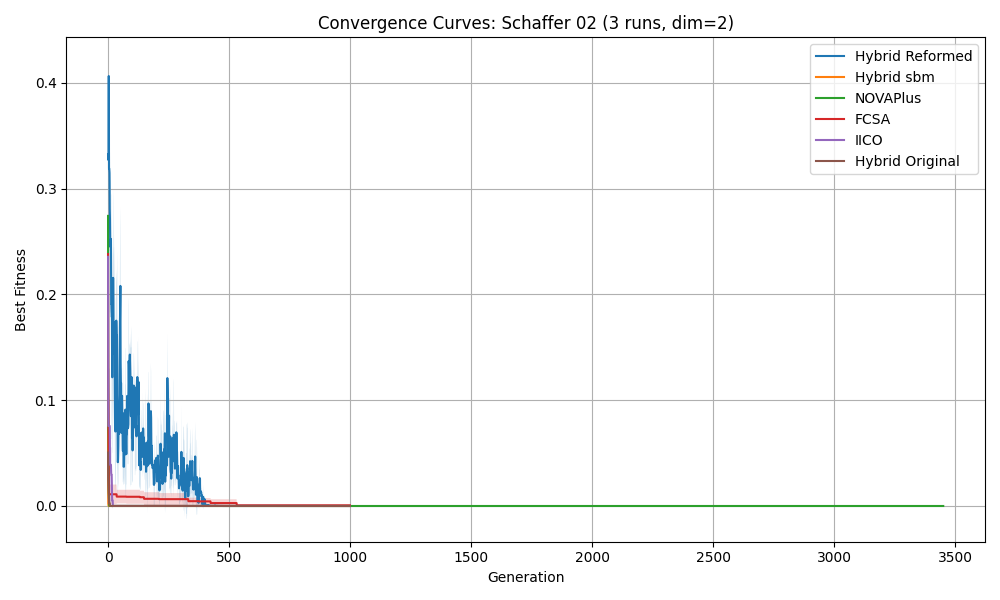 Convergence Curves: Schaffer 02 (3 runs, dim=2)
Hybrid Reformed
Hybrid sbm
NOVAPlus
FCSA
IICO
Hybrid Original
Best Fitness
0.4
0.3
0.2
0.1
0.0
0 500 1000 1500 2000 2500 3000 3500
Generation